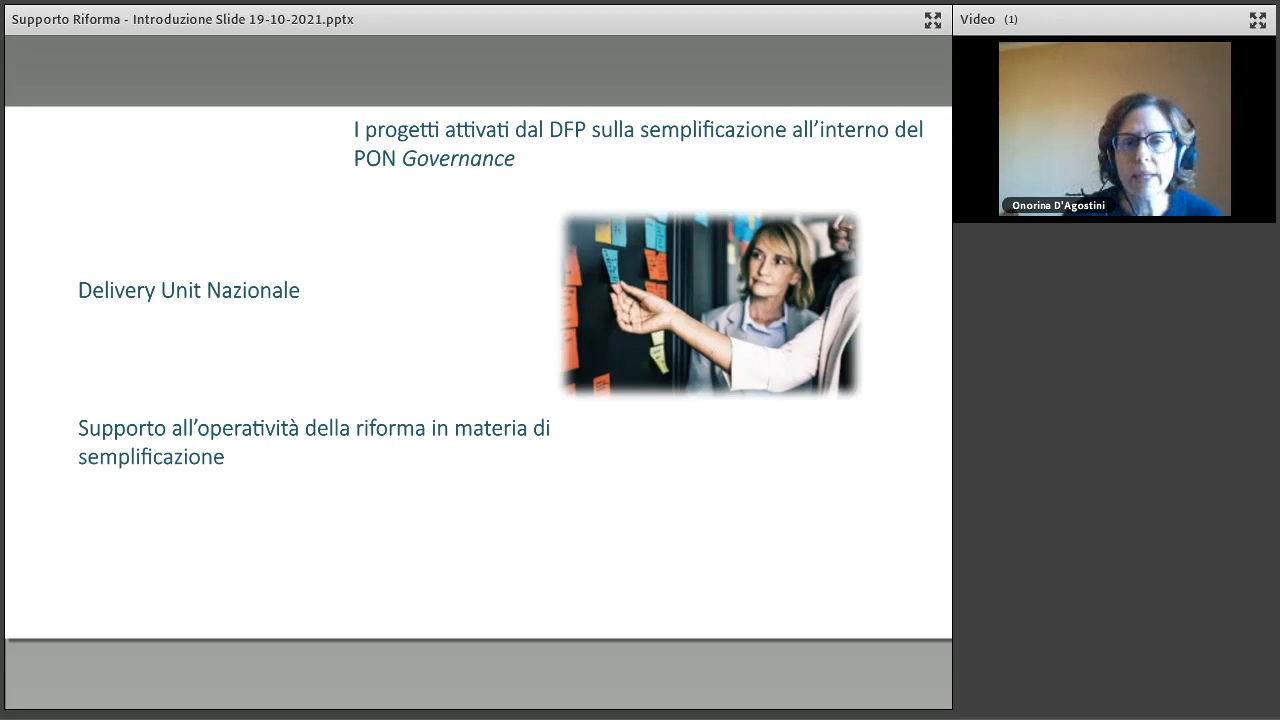 Supporto Riforma - Introduzione Slide 19-10-2021.pptx
Video (1)
I progetti attivati dal DFP sulla semplificazione all’interno del
PON Governance
Delivery Unit Nazionale
Supporto all’operatività della riforma in materia di
semplificazione
Onorina D'Agostini